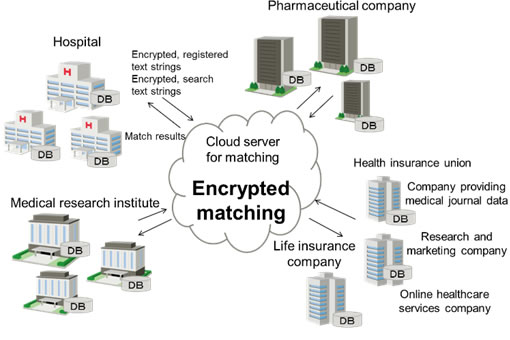 Pharmaceutical company
Hospital
Encrypted, registered
text strings
Encrypted, search
text strings
Match results
H
DB
H
DB
H
DB
DB
DB
DB
Cloud server
for matching
Encrypted
matching
Medical research institute
DB
DB
DB
Health insurance union
Company providing
medical journal data
DB
Research and
marketing company
DB
Online healthcare
services company
Life insurance
company
DB